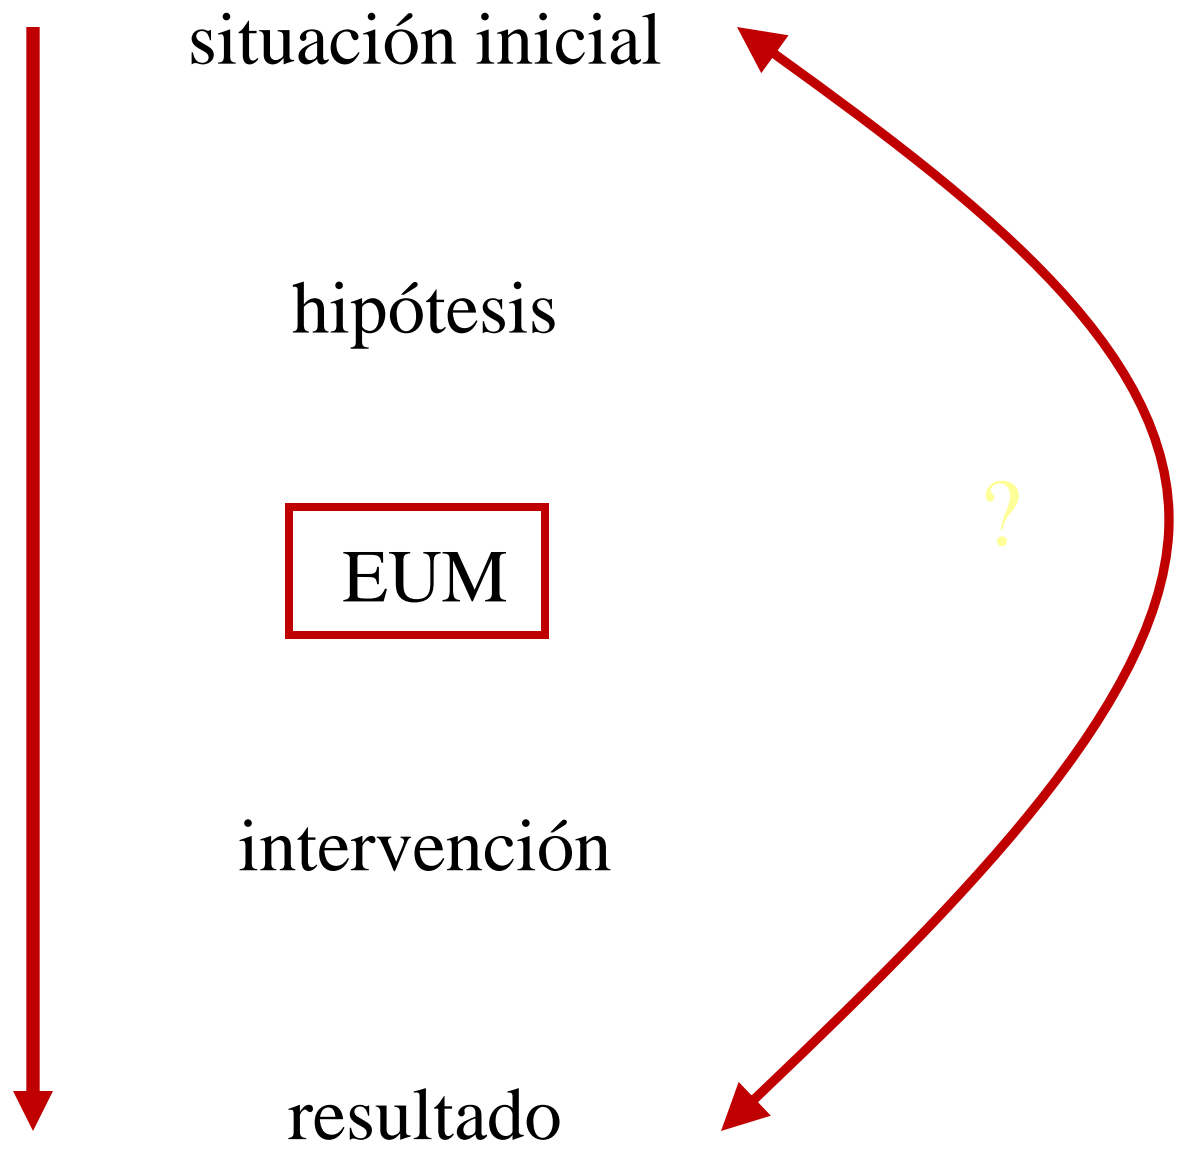 situación inicial
hipótesis
?
EUM
intervención
resultado